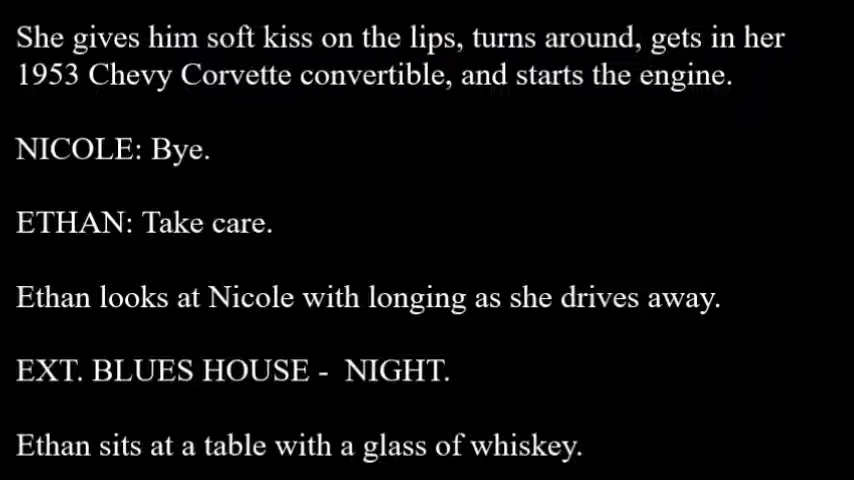 She gives him soft kiss on the lips, turns around, gets in her
1953 Chevy Corvette convertible, and starts the engine.
NICOLE: Bye.
ETHAN: Take care.
Ethan looks at Nicole with longing as she drives away.
EXT. BLUES HOUSE -  NIGHT.
Ethan sits at a table with a glass of whiskey.